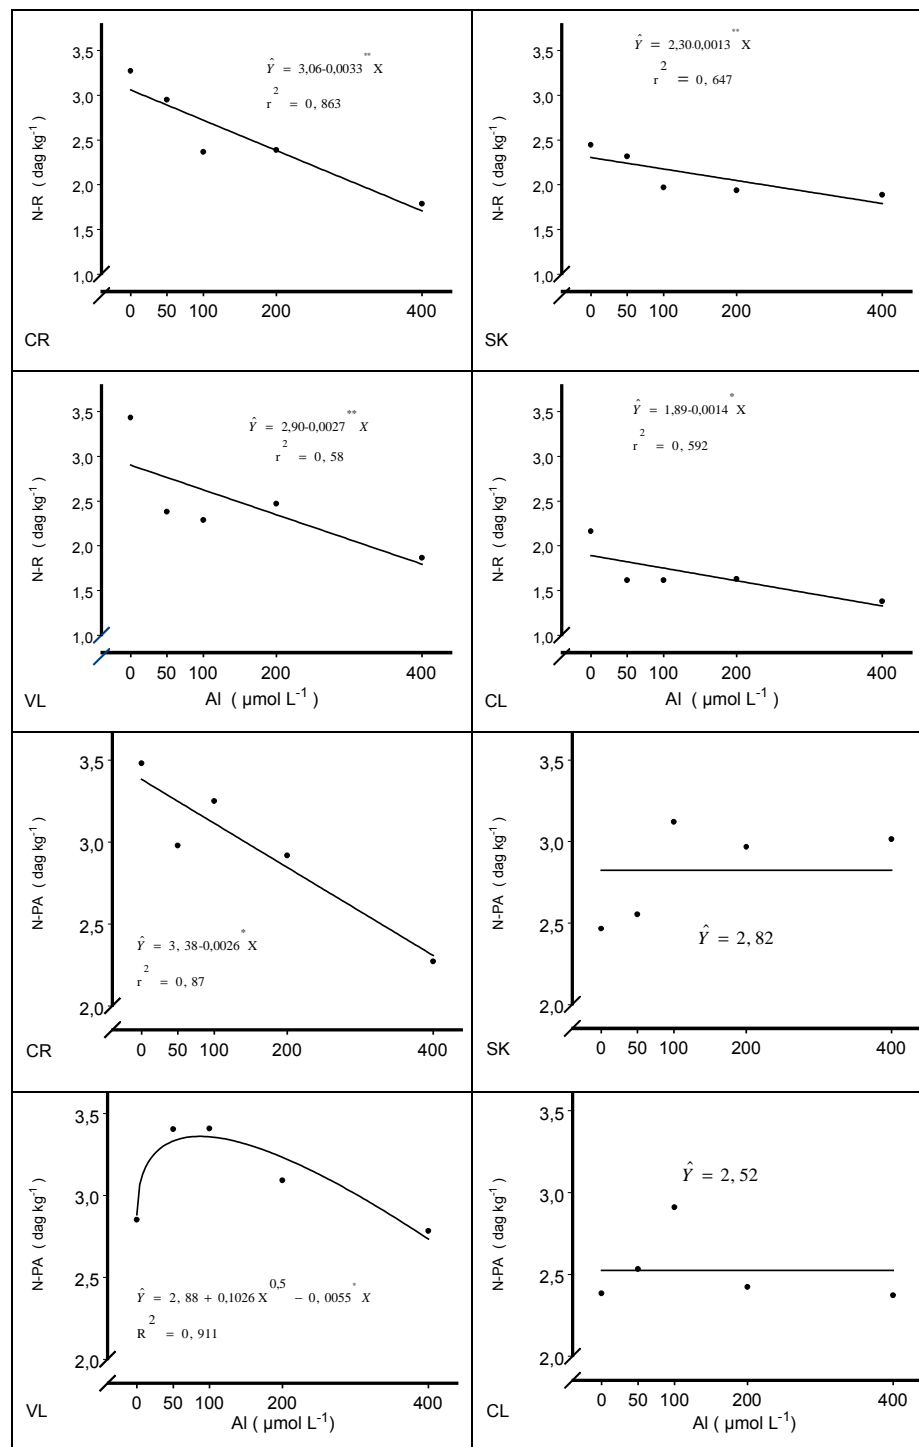 3,5
3,0
2,5
2,0
1,5
1,0
N-R ( dag kg⁻¹)
Ŷ = 3,06-0,0033**X
r² = 0, 863
0 50 100 200 400
CR
3,5
3,0
2,5
2,0
1,5
1,0
N-R ( dag kg⁻¹)
Ŷ = 2,30-0,0013**X
r² = 0, 647
0 50 100 200 400
SK
3,5
3,0
2,5
2,0
1,5
1,0
N-R ( dag kg⁻¹)
Ŷ = 2,90-0,0027** X
r² = 0, 58
0 50 100 200 400
VL Al ( µmol L⁻¹ )
3,5
3,0
2,5
2,0
1,5
1,0
N-R ( dag kg⁻¹)
Ŷ = 1,89-0,0014*X
r² = 0, 592
0 50 100 200 400
CL Al ( µmol L⁻¹ )
3,5
3,0
2,5
2,0
N-PA ( dag kg⁻¹)
Ŷ = 3, 38-0,0026*X
r² = 0, 87
0 50 100 200 400
CR
3,5
3,0
2,5
2,0
N-PA ( dag kg⁻¹)
Ŷ = 2, 82
0 50 100 200 400
SK
3,5
3,0
2,5
2,0
N-PA ( dag kg⁻¹)
Ŷ = 2, 88 + 0,1026 X^0,5 − 0, 0055* X
R² = 0, 911
0 50 100 200 400
VL Al ( µmol L⁻¹)
3,5
3,0
2,5
2,0
N-PA ( dag kg⁻¹)
Ŷ = 2, 52
0 50 100 200 400
CL Al ( µmol L⁻¹)